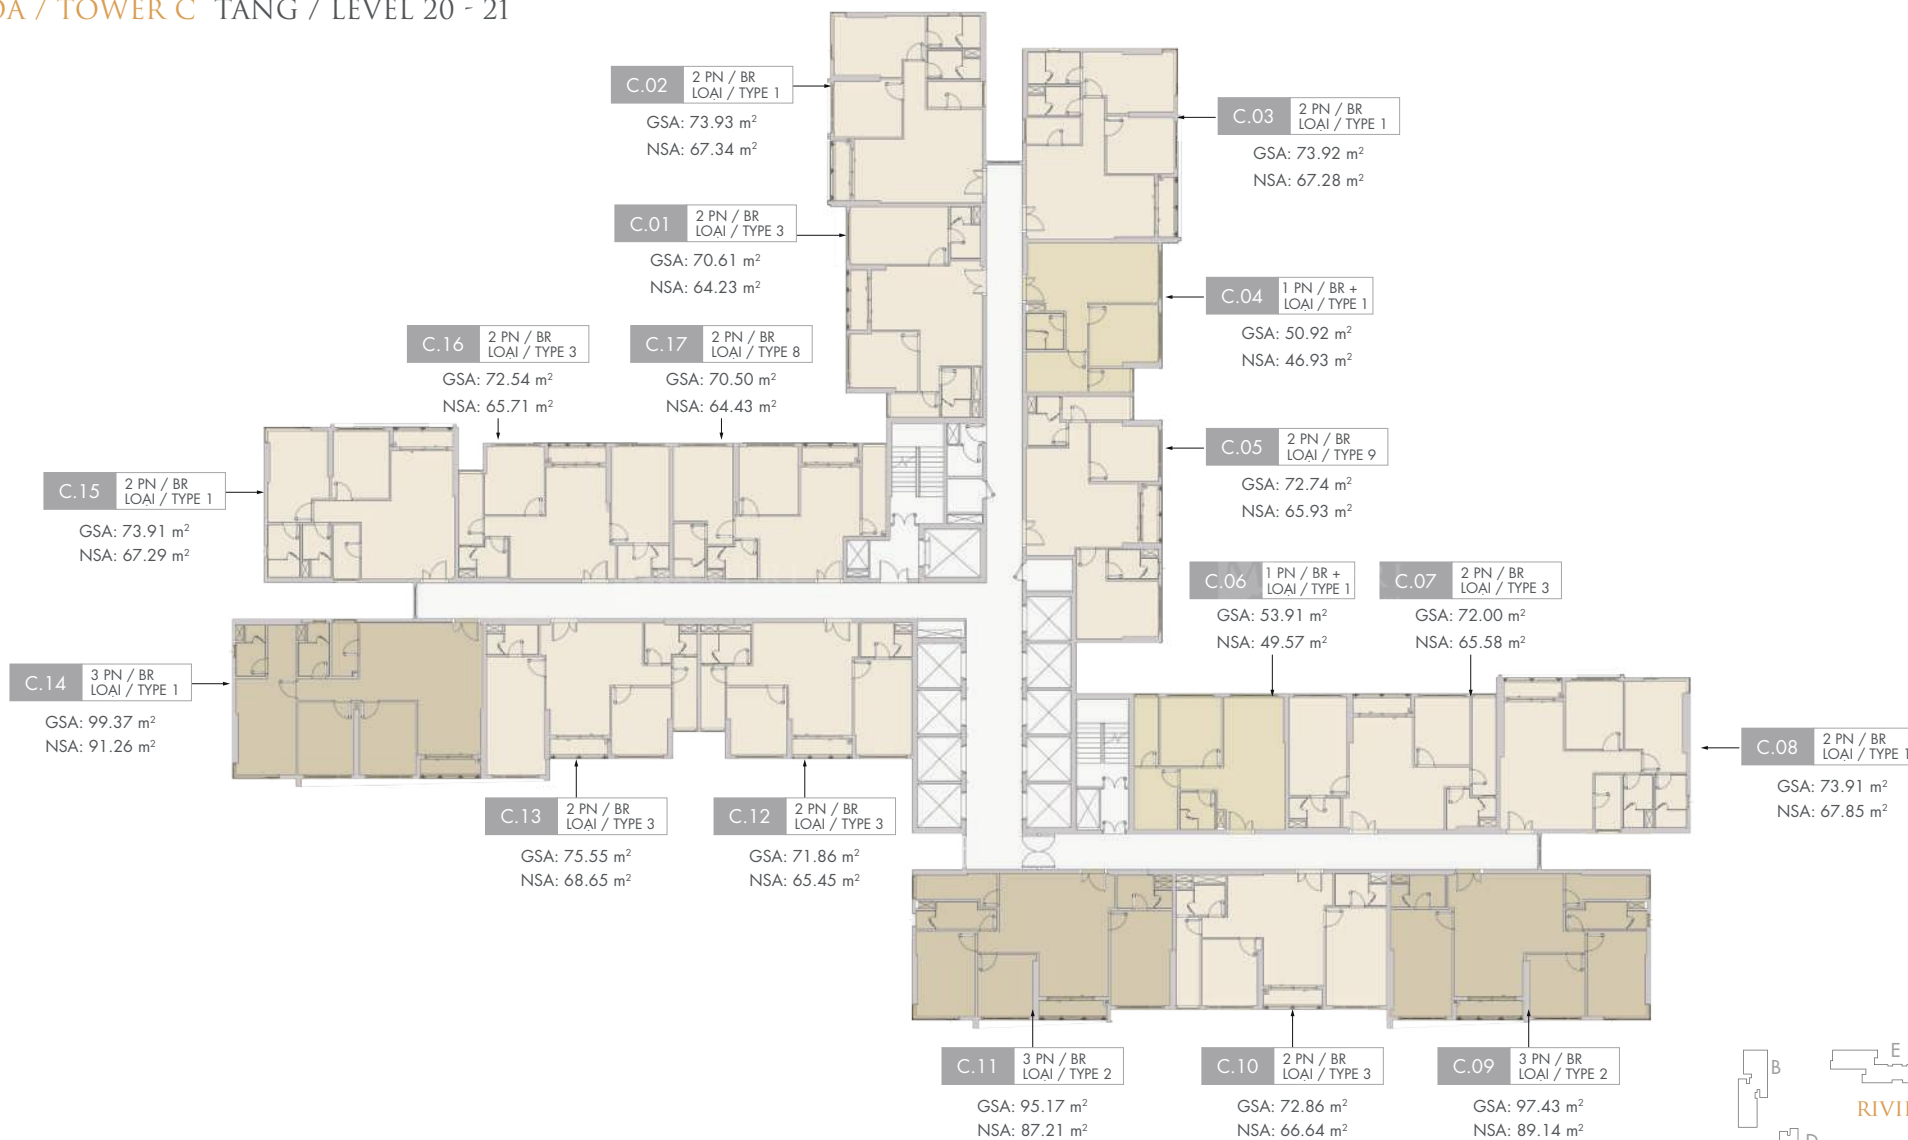 TOWER C TẦNG / LEVEL 20 - 21
C.02
2 PN / BR
LOẠI / TYPE 1
GSA: 73.93 m²
NSA: 67.34 m²
C.03
2 PN / BR
LOẠI / TYPE 1
GSA: 73.92 m²
NSA: 67.28 m²
C.01
2 PN / BR
LOẠI / TYPE 3
GSA: 70.61 m²
NSA: 64.23 m²
C.04
1 PN / BR +
LOẠI / TYPE 1
GSA: 50.92 m²
NSA: 46.93 m²
C.16
2 PN / BR
LOẠI / TYPE 3
GSA: 72.54 m²
NSA: 65.71 m²
C.17
2 PN / BR
LOẠI / TYPE 8
GSA: 70.50 m²
NSA: 64.43 m²
C.05
2 PN / BR
LOẠI / TYPE 9
GSA: 72.74 m²
NSA: 65.93 m²
C.15
2 PN / BR
LOẠI / TYPE 1
GSA: 73.91 m²
NSA: 67.29 m²
C.06
1 PN / BR +
LOẠI / TYPE 1
GSA: 53.91 m²
NSA: 49.57 m²
C.07
2 PN / BR
LOẠI / TYPE 3
GSA: 72.00 m²
NSA: 65.58 m²
C.14
3 PN / BR
LOẠI / TYPE 1
GSA: 99.37 m²
NSA: 91.26 m²
C.08
2 PN / BR
LOẠI / TYPE 1
GSA: 73.91 m²
NSA: 67.85 m²
C.13
2 PN / BR
LOẠI / TYPE 3
GSA: 75.55 m²
NSA: 68.65 m²
C.12
2 PN / BR
LOẠI / TYPE 3
GSA: 71.86 m²
NSA: 65.45 m²
C.11
3 PN / BR
LOẠI / TYPE 2
GSA: 95.17 m²
NSA: 87.21 m²
C.10
2 PN / BR
LOẠI / TYPE 3
GSA: 72.86 m²
NSA: 66.64 m²
C.09
3 PN / BR
LOẠI / TYPE 2
GSA: 97.43 m²
NSA: 89.14 m²
B
E